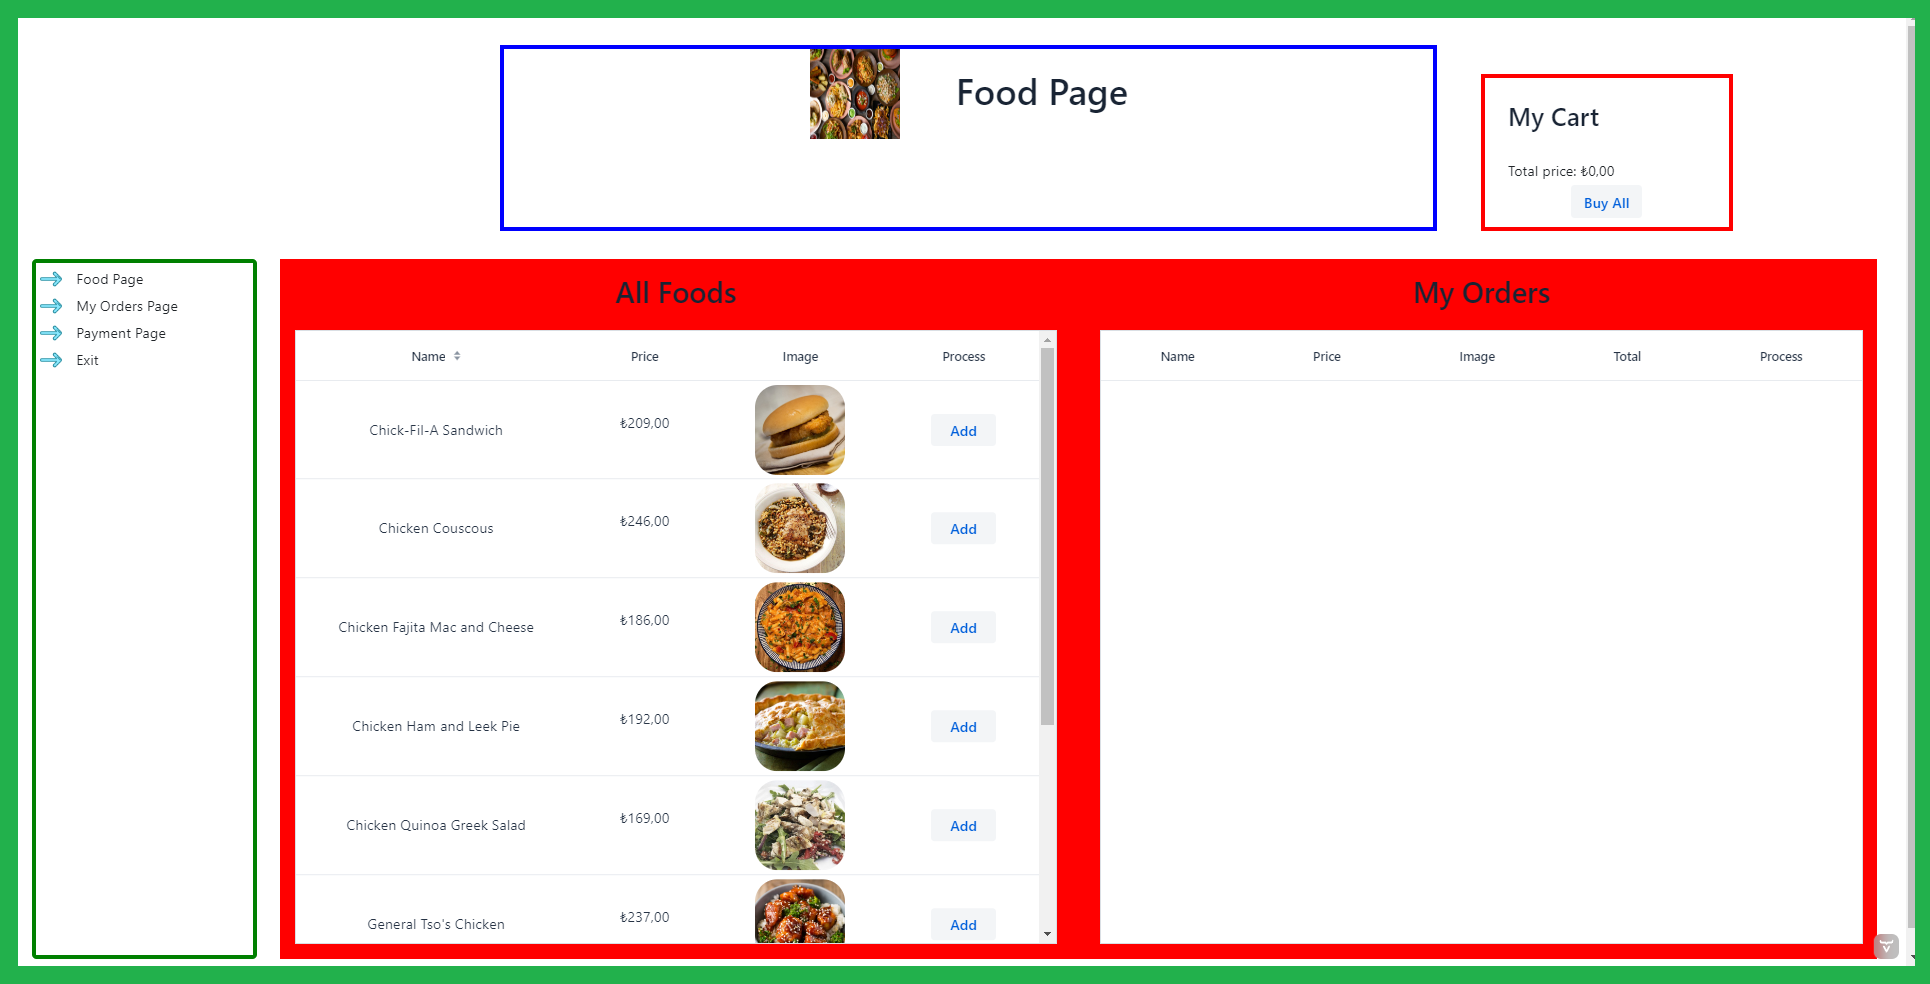 Food Page
My Cart
Total price: ₺0,00
Buy All
Food Page
My Orders Page
Payment Page
Exit
All Foods
Name Price Image Process
Chick-Fil-A Sandwich ₺209,00 Add
Chicken Couscous ₺246,00 Add
Chicken Fajita Mac and Cheese ₺186,00 Add
Chicken Ham and Leek Pie ₺192,00 Add
Chicken Quinoa Greek Salad ₺169,00 Add
General Tso's Chicken ₺237,00 Add
My Orders
Name Price Image Total Process